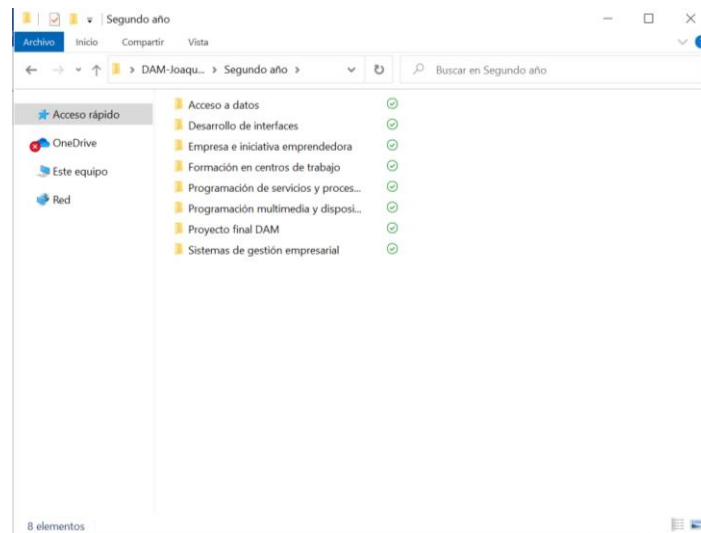 Segundo año
Archivo Inicio Compartir Vista
DAM-Joaqu... > Segundo año >
Buscar en Segundo año
Acceso rápido
OneDrive
Este equipo
Red
Acceso a datos
Desarrollo de interfaces
Empresa e iniciativa emprendedora
Formación en centros de trabajo
Programación de servicios y proces...
Programación multimedia y disposi...
Proyecto final DAM
Sistemas de gestión empresarial
8 elementos